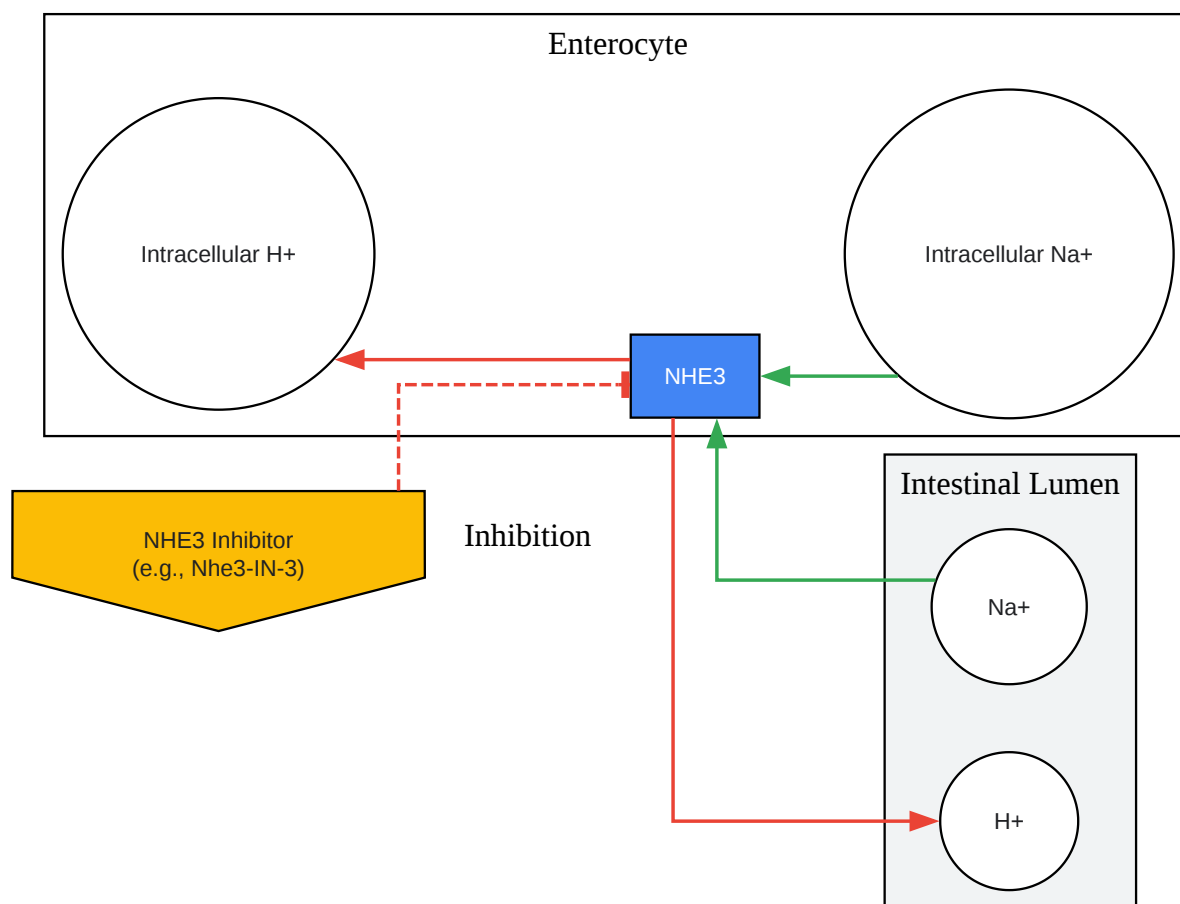 Enterocyte
Intracellular H+
Intracellular Na+
NHE3
Intestinal Lumen
NHE3 Inhibitor
(e.g., Nhe3-IN-3)
Inhibition
Na+
H+